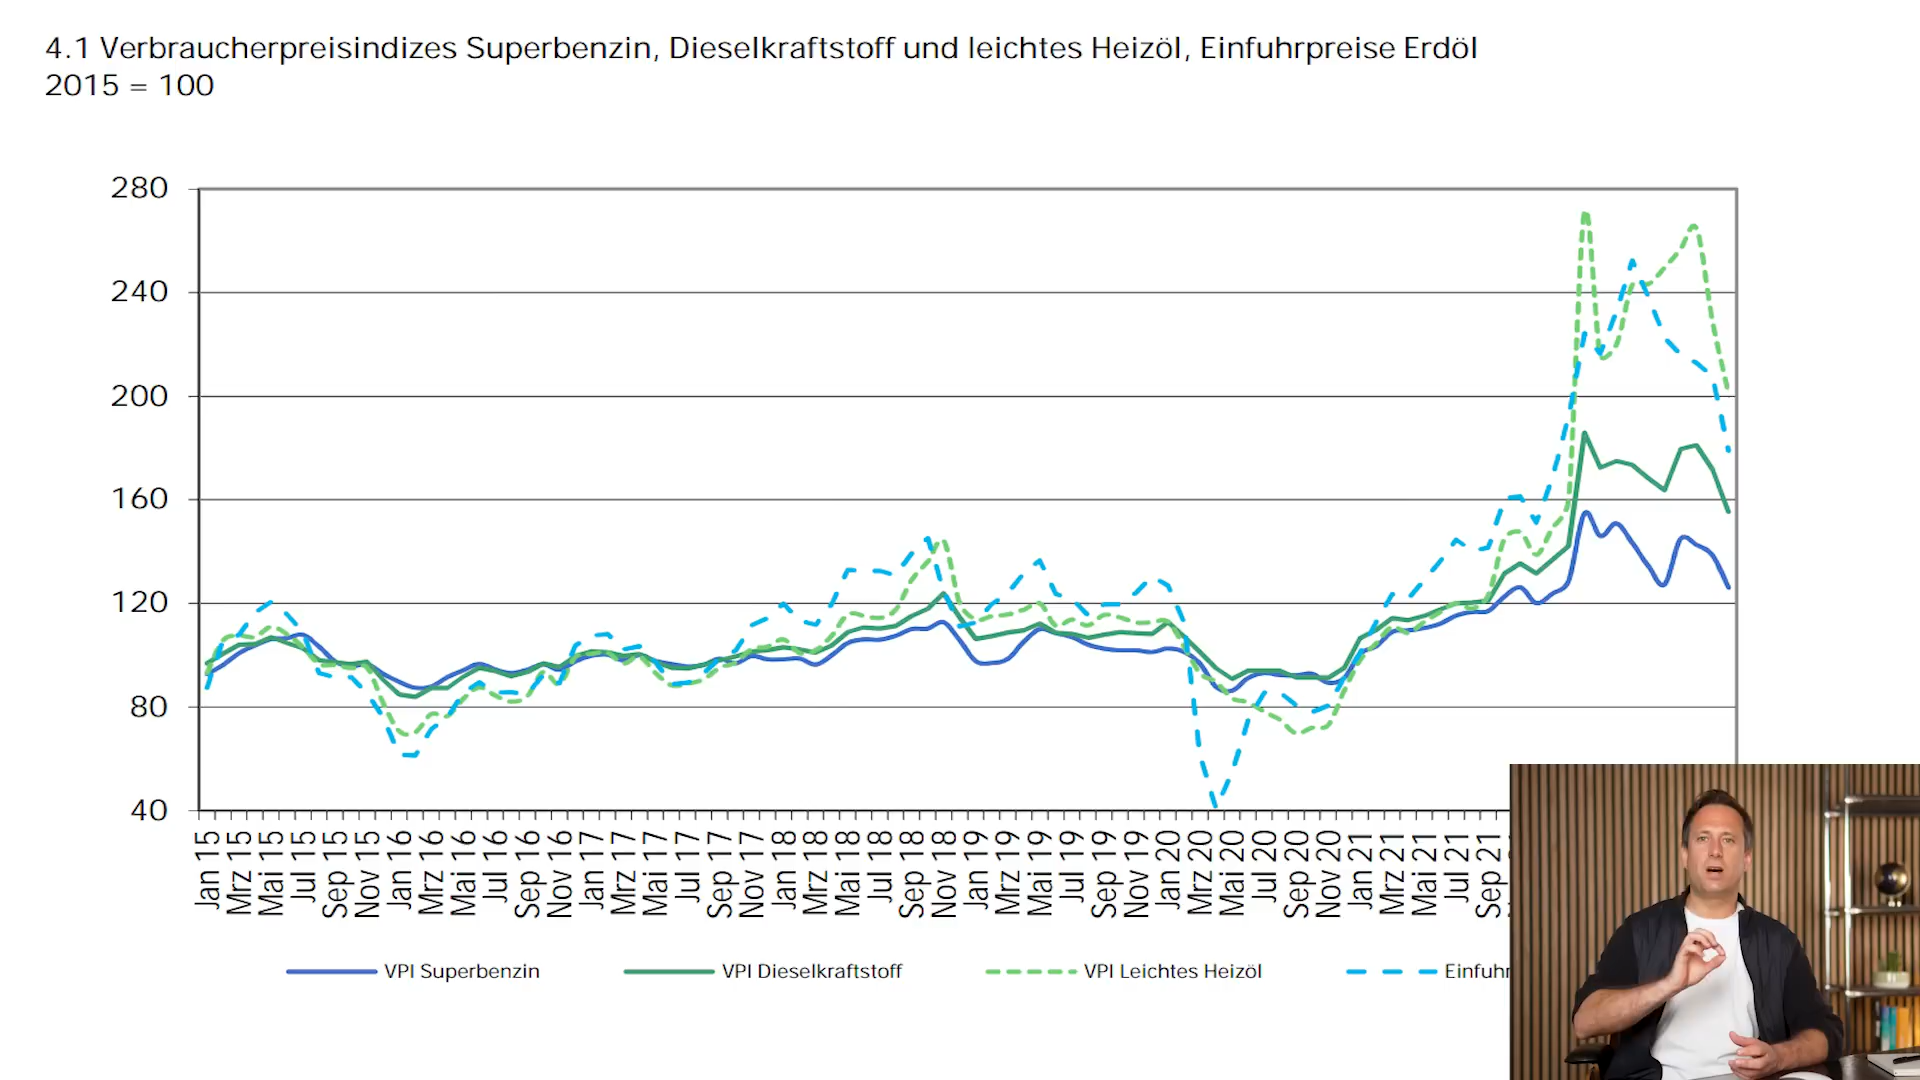 4.1 Verbraucherpreisindizes Superbenzin, Dieselkraftstoff und leichtes Heizöl, Einfuhrpreise Erdöl
2015 = 100
280
240
200
160
120
80
40
Jan 15
Mrz 15
Mai 15
Jul 15
Sep 15
Nov 15
Jan 16
Mrz 16
Mai 16
Jul 16
Sep 16
Nov 16
Jan 17
Mrz 17
Mai 17
Jul 17
Sep 17
Nov 17
Jan 18
Mrz 18
Mai 18
Jul 18
Sep 18
Nov 18
Jan 19
Mrz 19
Mai 19
Jul 19
Sep 19
Nov 19
Jan 20
Mrz 20
Mai 20
Jul 20
Sep 20
Nov 20
Jan 21
Mrz 21
Mai 21
Jul 21
Sep 21
VPI Superbenzin
VPI Dieselkraftstoff
VPI Leichtes Heizöl